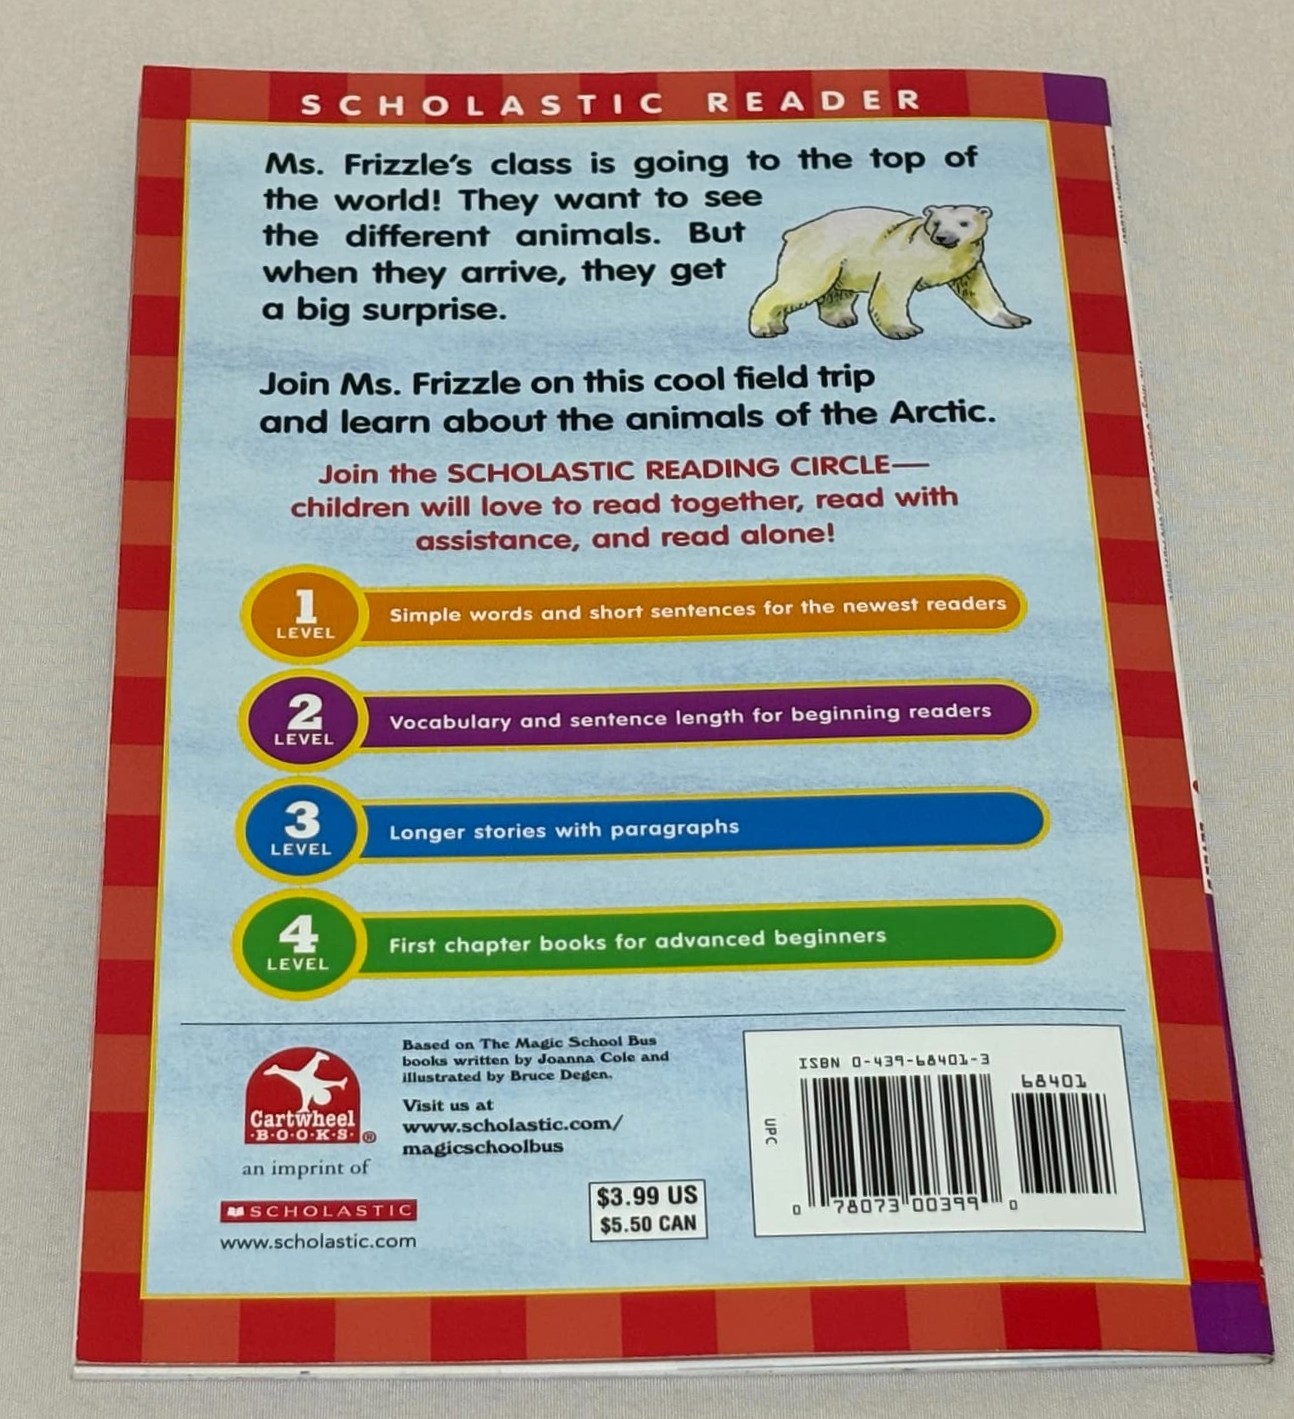 SCHOLASTIC READER
Ms. Frizzle's class is going to the top of
the world! They want to see
the different animals. But
when they arrive, they get
a big surprise.
Join Ms. Frizzle on this cool field trip
and learn about the animals of the Arctic.
Join the SCHOLASTIC READING CIRCLE—
children will love to read together, read with
assistance, and read alone!
1
LEVEL
Simple words and short sentences for the newest readers
2
LEVEL
Vocabulary and sentence length for beginning readers
3
LEVEL
Longer stories with paragraphs
4
LEVEL
First chapter books for advanced beginners
Cartwheel
·B·O·O·K·S· ®
an imprint of
SCHOLASTIC
www.scholastic.com
Based on The Magic School Bus
books written by Joanna Cole and
illustrated by Bruce Degen.
Visit us at
www.scholastic.com/
magicschoolbus
$3.99 US
$5.50 CAN
ISBN 0-439-68401-3
68401
UPC
0 78073 00399 0